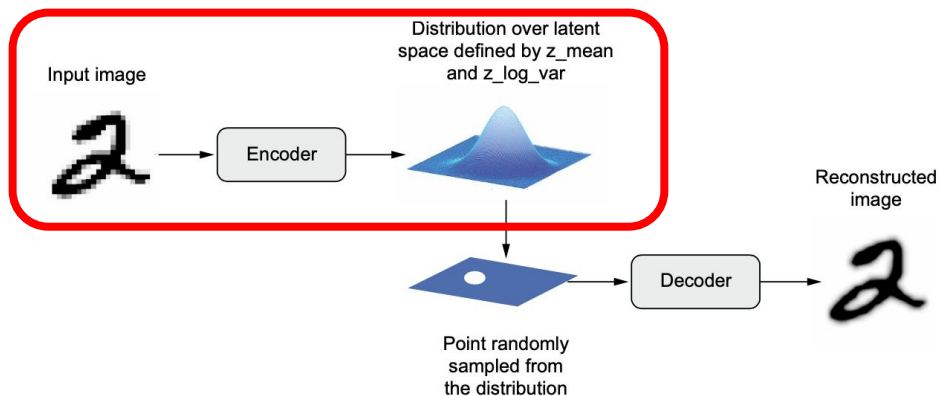 Distribution over latent
space defined by z_mean
and z_log_var
Input image
Encoder
Reconstructed
image
Decoder
Point randomly
sampled from
the distribution